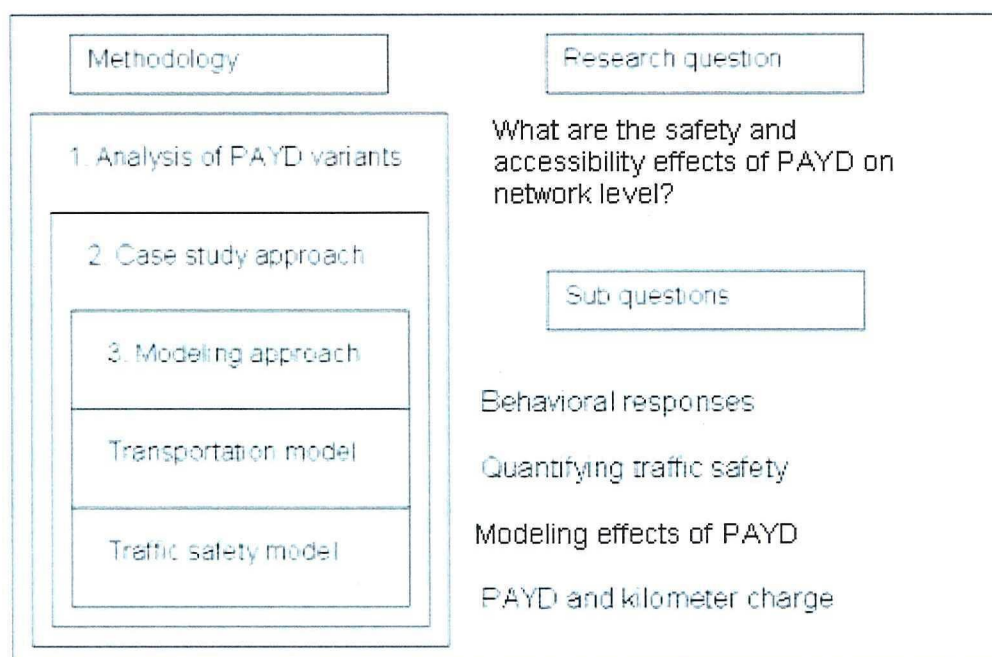 Methodology
1. Analysis of PAYD variants
2. Case study approach
3. Modeling approach
Transportation model
Traffic safety model
Research question
What are the safety and
accessibility effects of PAYD on
network level?
Sub questions
Behavioral responses
Quantifying traffic safety
Modeling effects of PAYD
PAYD and kilometer charge